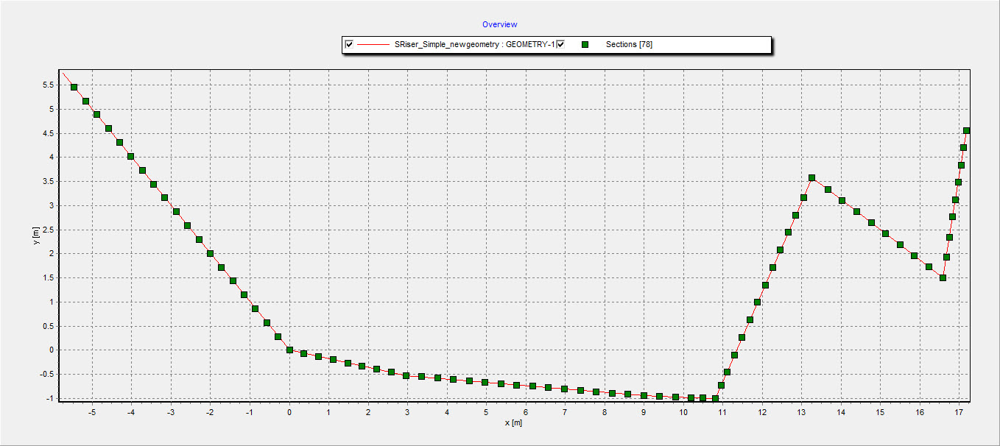 Overview
SRiser_Simple_newgeometry : GEOMETRY-1 Sections [78]
5.5
5
4.5
4
3.5
3
2.5
2
1.5
1
0.5
0
-0.5
-1
y [m]
-5 -4 -3 -2 -1 0 1 2 3 4 5 6 7 8 9 10 11 12 13 14 15 16 17
x [m]